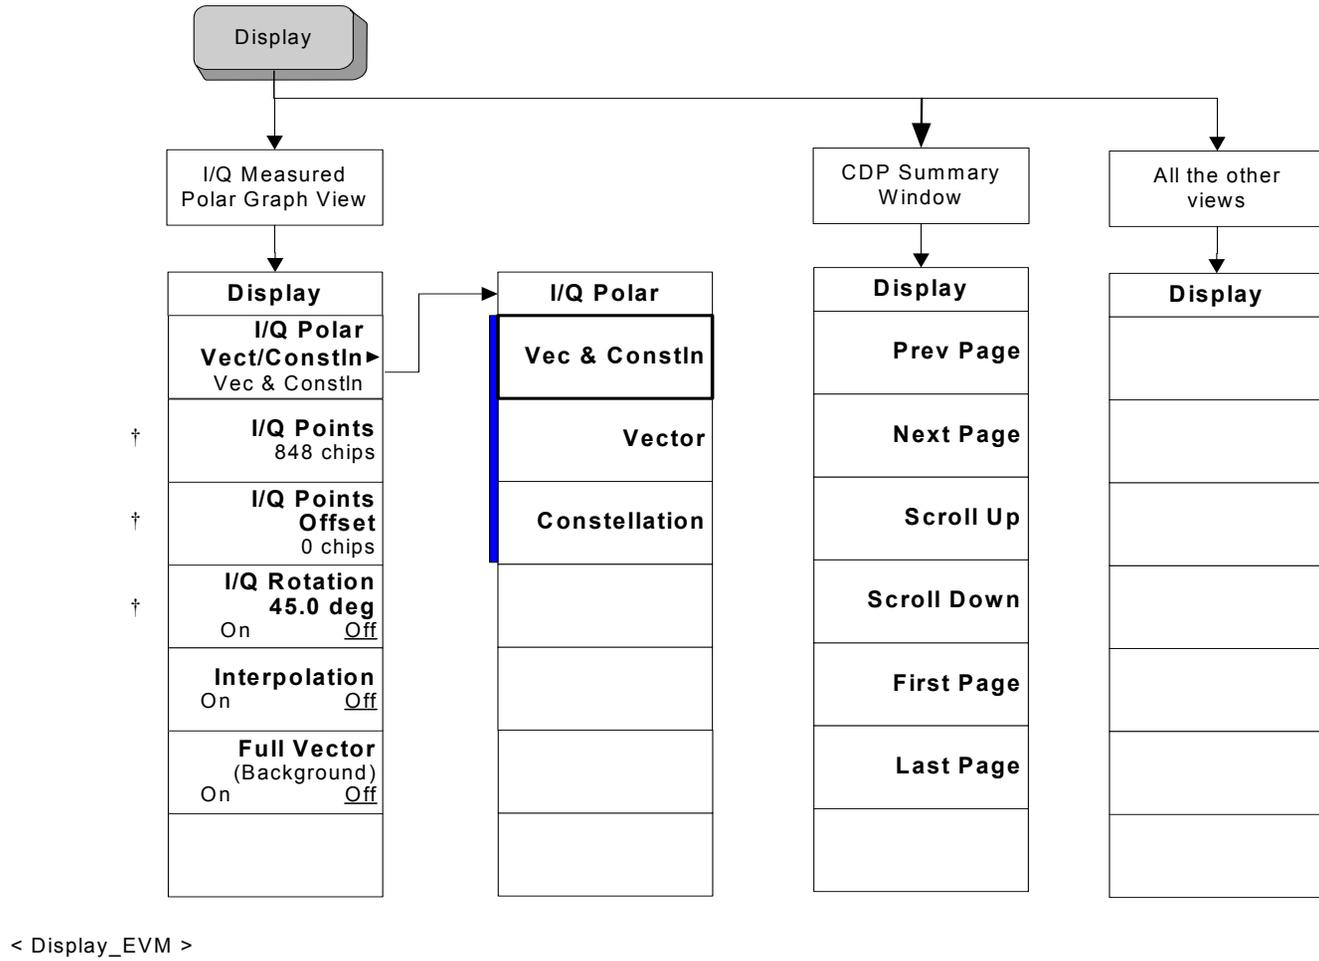 Display
I/Q Measured
Polar Graph View
CDP Summary
Window
All the other
views
Display
I/Q Polar
Vect/Constln►
Vec & Constln
† I/Q Points
848 chips
† I/Q Points
Offset
0 chips
† I/Q Rotation
45.0 deg
On Off
Interpolation
On Off
Full Vector
(Background)
On Off
I/Q Polar
Vec & Constln
Vector
Constellation
Display
Prev Page
Next Page
Scroll Up
Scroll Down
First Page
Last Page
Display
< Display_EVM >